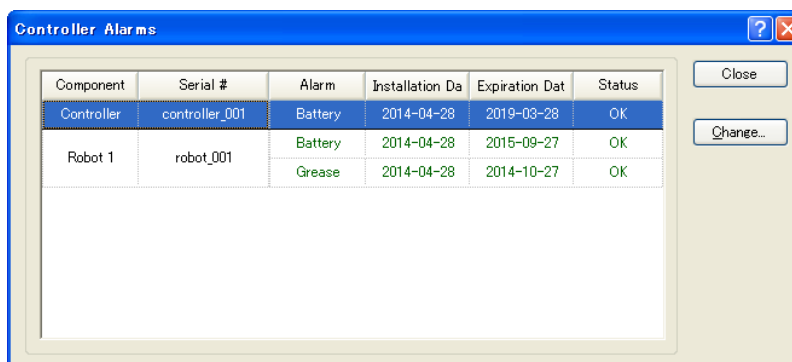 Controller Alarms
?
X
Component Serial # Alarm Installation Da Expiration Dat Status
Controller controller_001 Battery 2014-04-28 2019-03-28 OK
Robot 1 robot_001 Battery 2014-04-28 2015-09-27 OK
Grease 2014-04-28 2014-10-27 OK
Close
Change...